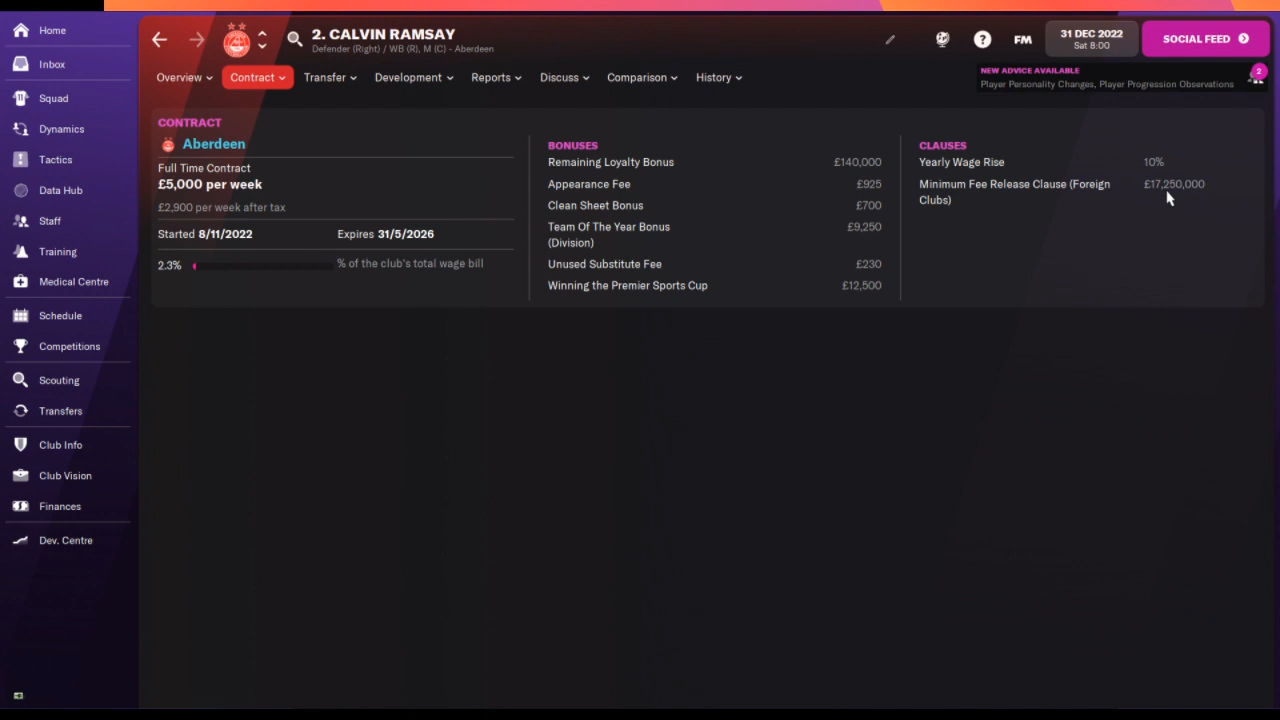 Home
Inbox
Squad
Dynamics
Tactics
Data Hub
Staff
Training
Medical Centre
Schedule
Competitions
Scouting
Transfers
Club Info
Club Vision
Finances
Dev. Centre
2. CALVIN RAMSAY
Defender (Right) / WB (R), M (C) - Aberdeen
FM
31 DEC 2022
Sat 8:00
SOCIAL FEED
Overview
Contract
Transfer
Development
Reports
Discuss
Comparison
History
NEW ADVICE AVAILABLE
Player Personality Changes, Player Progression Observations
2
CONTRACT
Aberdeen
Full Time Contract
£5,000 per week
£2,900 per week after tax
Started 8/11/2022 Expires 31/5/2026
2.3% % of the club's total wage bill
BONUSES
Remaining Loyalty Bonus £140,000
Appearance Fee £925
Clean Sheet Bonus £700
Team Of The Year Bonus £9,250
(Division)
Unused Substitute Fee £230
Winning the Premier Sports Cup £12,500
CLAUSES
Yearly Wage Rise 10%
Minimum Fee Release Clause (Foreign £17,250,000
Clubs)